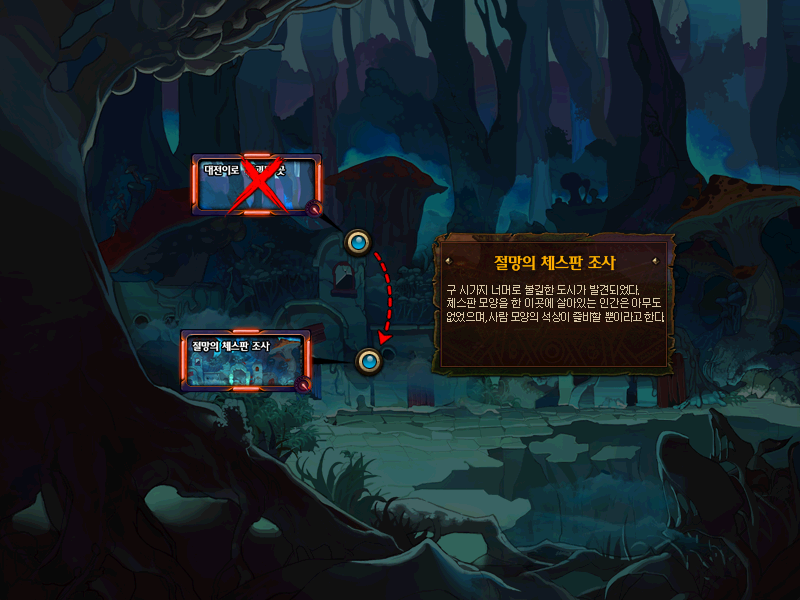 대전이로
곳
절망의 체스판 조사
구 시가지 너머로 불길한 도시가 발견되었다.
체스판 모양을 한 이곳에 살아있는 인간은 아무도
없었으며, 사람 모양의 석상이 즐비할 뿐이라고 한다.
절망의 체스판 조사